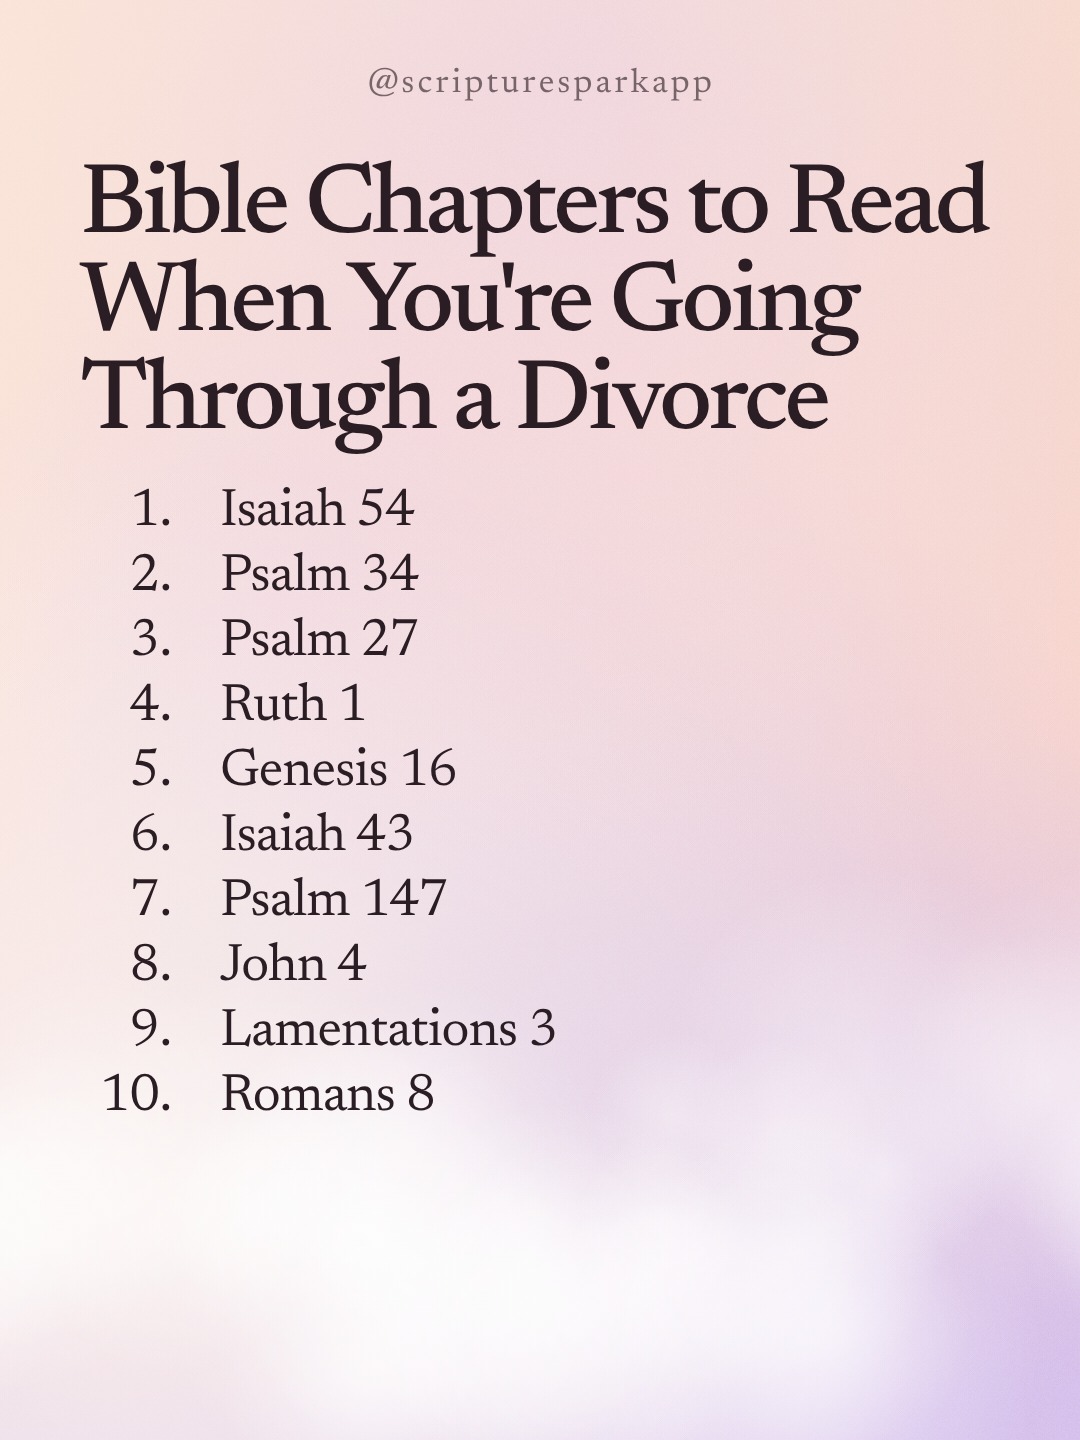 @scripturesparkapp
Bible Chapters to Read
When You're Going
Through a Divorce
1. Isaiah 54
2. Psalm 34
3. Psalm 27
4. Ruth 1
5. Genesis 16
6. Isaiah 43
7. Psalm 147
8. John 4
9. Lamentations 3
10. Romans 8